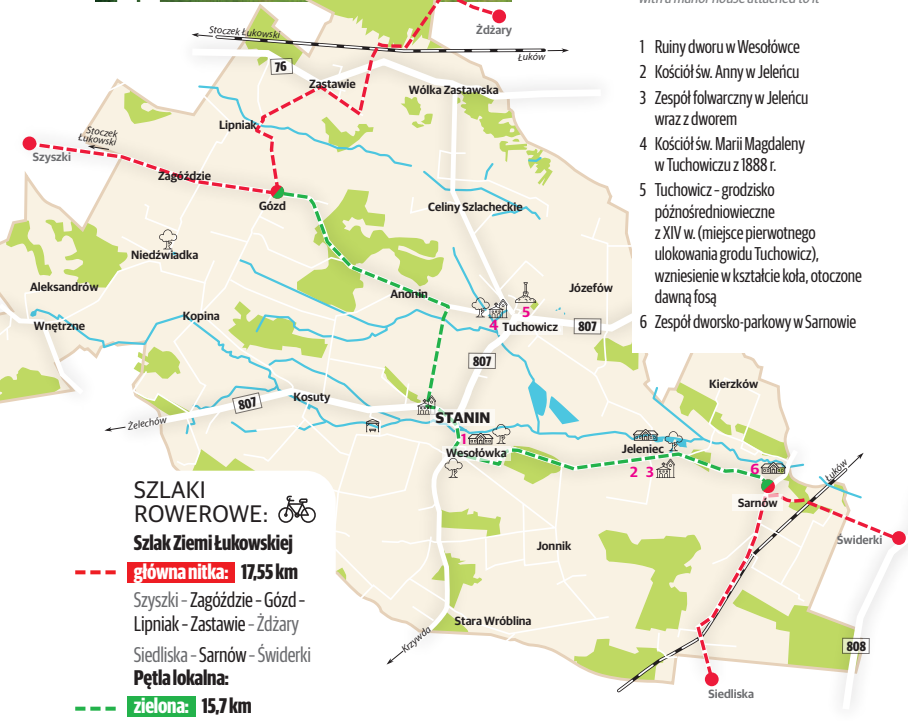 with a manor house attached to it
Żdżary
Stoczek Łukowski
Łuków
76
Zastawie
Wólka Zastawska
Lipniak
Stoczek
Łukowski
Szyszki
Zagóździe
Gózd
Celiny Szlacheckie
Niedźwiadka
Aleksandrów
Anonin
Józefów
5
Wnętrzne
Kopina
4
Tuchowicz
807
807
Kierzków
807
Kosuty
Żelechów
STANIN
1
Wesołówka
Jeleniec
2 3
6
Łuków
Sarnów
Świderki
Jonnik
Stara Wróblina
Krzywda
808
Siedliska
1 Ruiny dworu w Wesołówce
2 Kościół św. Anny w Jeleńcu
3 Zespół folwarczny w Jeleńcu
wraz z dworem
4 Kościół św. Marii Magdaleny
w Tuchowiczu z 1888 r.
5 Tuchowicz – grodzisko
późnośredniowieczne
z XIV w. (miejsce pierwotnego
ulokowania grodu Tuchowicz),
wzniesienie w kształcie koła, otoczone
dawną fosą
6 Zespół dworsko-parkowy w Sarnowie
SZLAKI
ROWEROWE:
Szlak Ziemi Łukowskiej
główna nitka: 17,55 km
Szyszki – Zagóździe – Gózd –
Lipniak – Zastawie – Żdżary
Siedliska – Sarnów – Świderki
Pętla lokalna:
zielona: 15,7 km